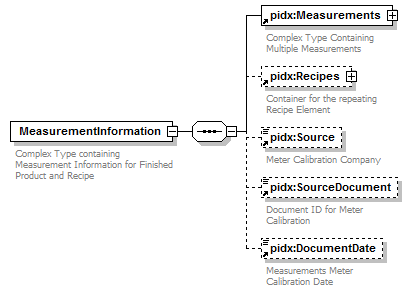 pidx:Measurements
Complex Type Containing
Multiple Measurements
pidx:Recipes
Container for the repeating
Recipe Element
MeasurementInformation
Complex Type containing
Measurement Information for Finished
Product and Recipe
pidx:Source
Meter Calibration Company
pidx:SourceDocument
Document ID for Meter
Calibration
pidx:DocumentDate
Measurements Meter
Calibration Date